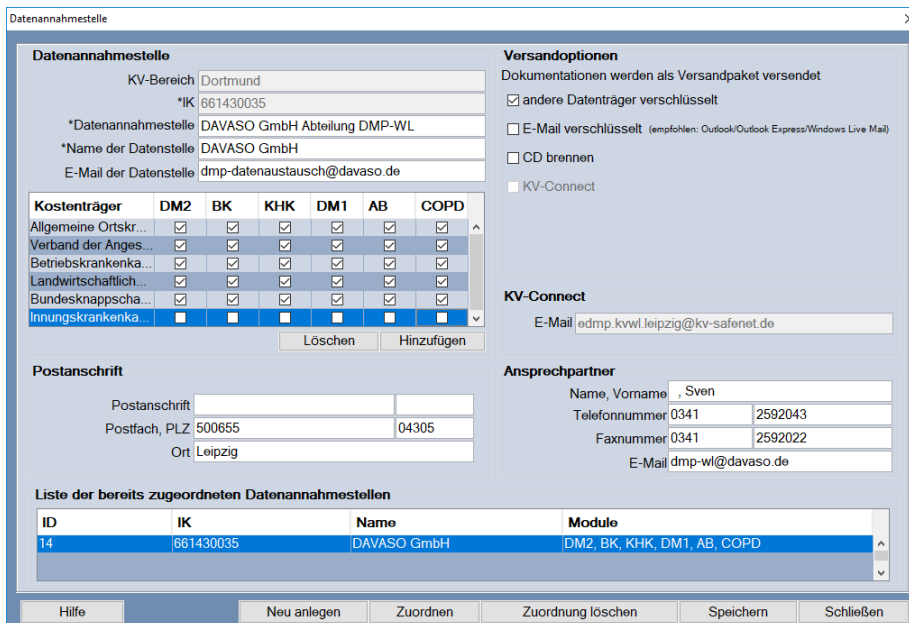 Datenannahmestelle
Datenannahmestelle
KV-Bereich Dortmund
*IK 661430035
*Datenannahmestelle DAVASO GmbH Abteilung DMP-WL
*Name der Datenstelle DAVASO GmbH
E-Mail der Datenstelle dmp-datenaustausch@davaso.de
Kostenträger DM2 BK KHK DM1 AB COPD
Allgemeine Ortskr...
Verband der Anges...
Betriebskrankenka...
Landwirtschaftlich...
Bundesknappscha...
Innungskrankenka...
Löschen Hinzufügen
Versandoptionen
Dokumentationen werden als Versandpaket versendet
andere Datenträger verschlüsselt
E-Mail verschlüsselt (empfohlen: Outlook/Outlook Express/Windows Live Mail)
CD brennen
KV-Connect
KV-Connect
E-Mail edmp.kvwl.leipzig@kv-safenet.de
Postanschrift
Postanschrift
Postfach, PLZ 500655 04305
Ort Leipzig
Ansprechpartner
Name, Vorname , Sven
Telefonnummer 0341 2592043
Faxnummer 0341 2592022
E-Mail dmp-wl@davaso.de
Liste der bereits zugeordneten Datenannahmestellen
ID IK Name Module
14 661430035 DAVASO GmbH DM2, BK, KHK, DM1, AB, COPD
Hilfe Neu anlegen Zuordnen Zuordnung löschen Speichern Schließen